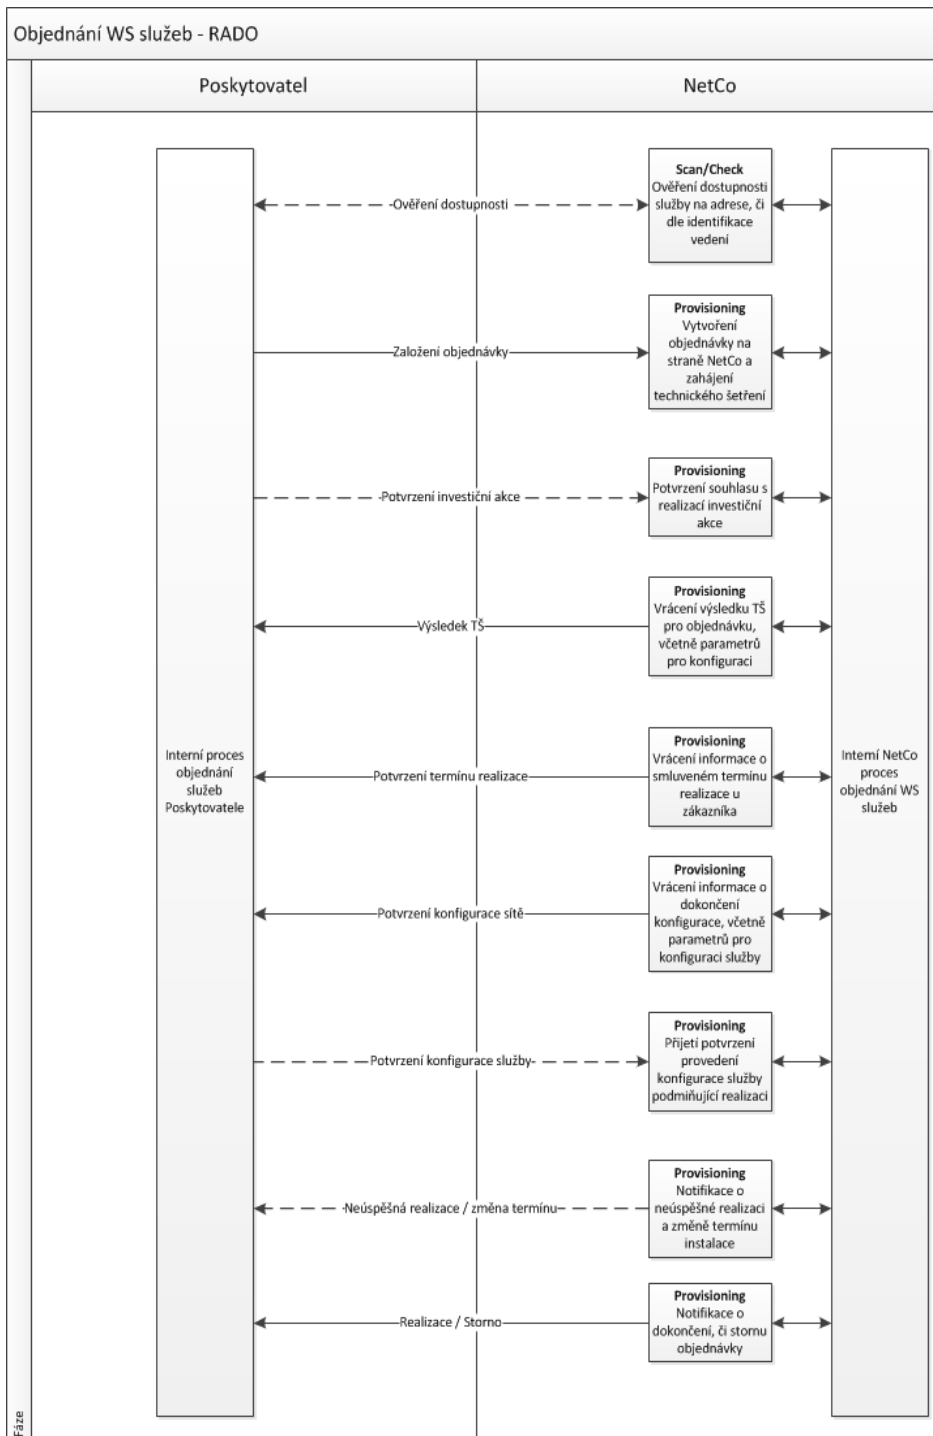 Objednání WS služeb - RADO
Poskytovatel
NetCo
Scan/Check
Ověření dostupnosti
služby na adrese, či
dle identifikace
vedení
Ověření dostupnosti
Provisioning
Vytvoření
objednávky na
straně NetCo a
zahájení
technického šetření
Založení objednávky
Provisioning
Potvrzení souhlasu s
realizací investiční
akce
Potvrzení investiční akce
Provisioning
Vrácení výsledku TŠ
pro objednávku,
včetně parametrů
pro konfiguraci
Výsledek TŠ
Interní proces
objednání
služeb
Poskytovatele
Potvrzení termínu realizace
Provisioning
Vrácení informace o
smluveném termínu
realizace u
zákazníka
Interní NetCo
proces
objednání WS
služeb
Provisioning
Vrácení informace o
dokončení
konfigurace, včetně
parametrů pro
konfiguraci služby
Potvrzení konfigurace sítě
Provisioning
Přijetí potvrzení
provedení
konfigurace služby
podmiňující realizaci
Potvrzení konfigurace služby
Provisioning
Notifikace o
neúspěšné realizaci
a změně termínu
instalace
Neúspěšná realizace / změna termínu
Provisioning
Notifikace o
dokončení, či stornu
objednávky
Realizace / Storno
Fáze